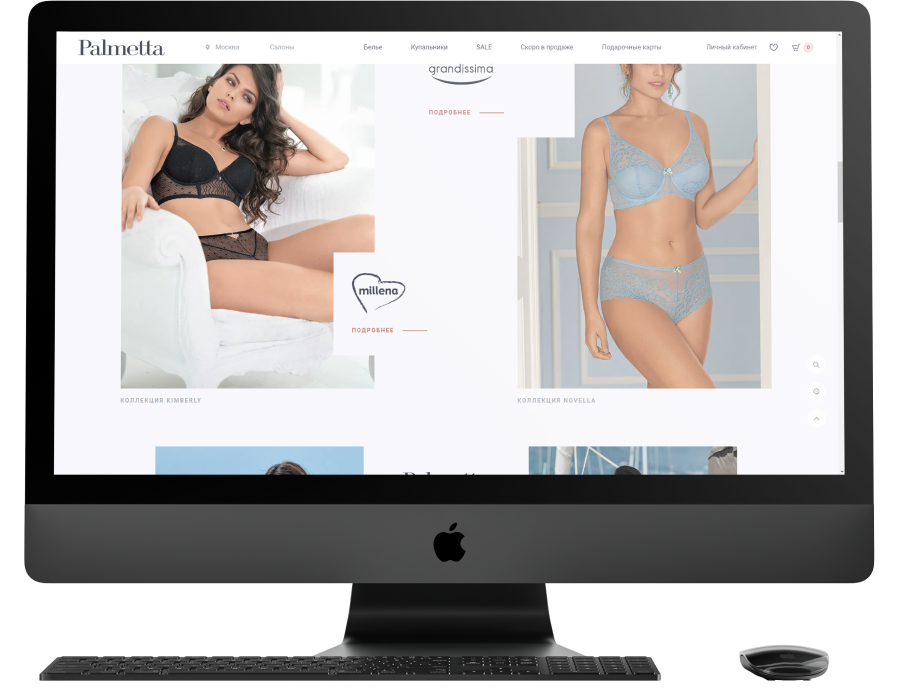 Palmetta
Москва
Салоны
Белье
Купальники
SALE
Скоро в продаже
Подарочные карты
Личный кабинет
0
grandissima
ПОДРОБНЕЕ
millena
ПОДРОБНЕЕ
КОЛЛЕКЦИЯ KIMBERLY
КОЛЛЕКЦИЯ NOVELLA